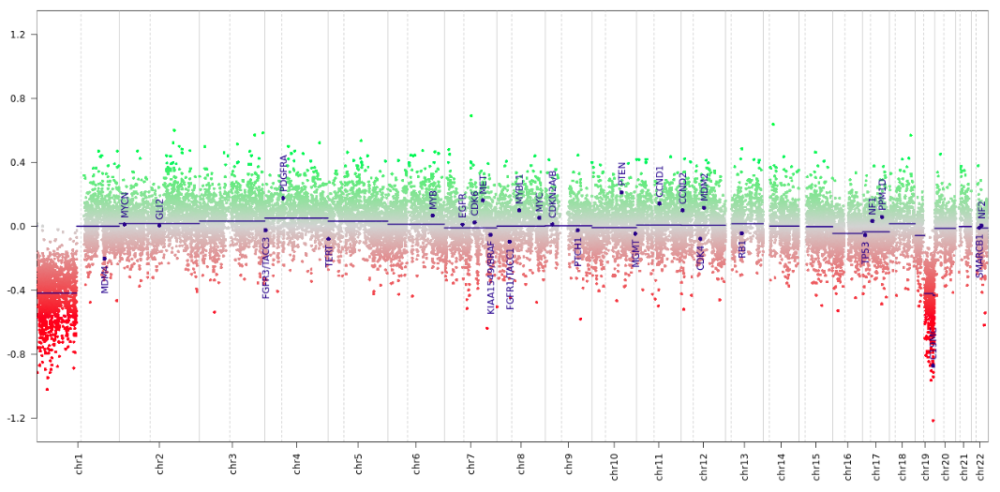 1.2
0.8
0.4
0.0
-0.4
-0.8
-1.2
MDM4
MYCN
GLI2
FGFR3/TACC3
PDGFRA
TERT
MYB
EGFR
CDK6
MET
KIAA1549/BRAF
FGFR1/TACC1
MYBL1
MYC
CDKN2A/B
PTCH1
PTEN
MGMT
CCND1
CCND2
CDK4
MDM2
RB1
TP53
NF1
PPM1D
SMARCB1
NF2
chr1
chr2
chr3
chr4
chr5
chr6
chr7
chr8
chr9
chr10
chr11
chr12
chr13
chr14
chr15
chr16
chr17
chr18
chr19
chr20
chr21
chr22